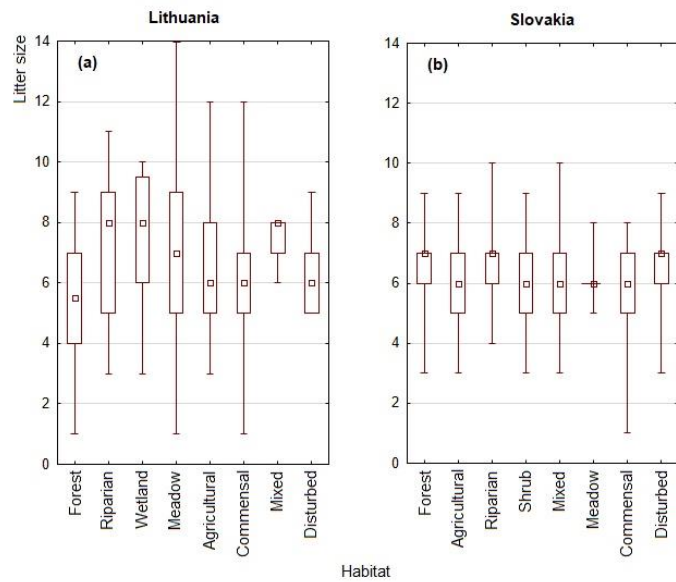 Lithuania
Slovakia
Litter size
(a)
14
12
10
8
6
4
2
0
Forest
Riparian
Wetland
Meadow
Agricultural
Commensal
Mixed
Disturbed
(b)
14
12
10
8
6
4
2
0
Forest
Agricultural
Riparian
Shrub
Mixed
Meadow
Commensal
Disturbed
Habitat